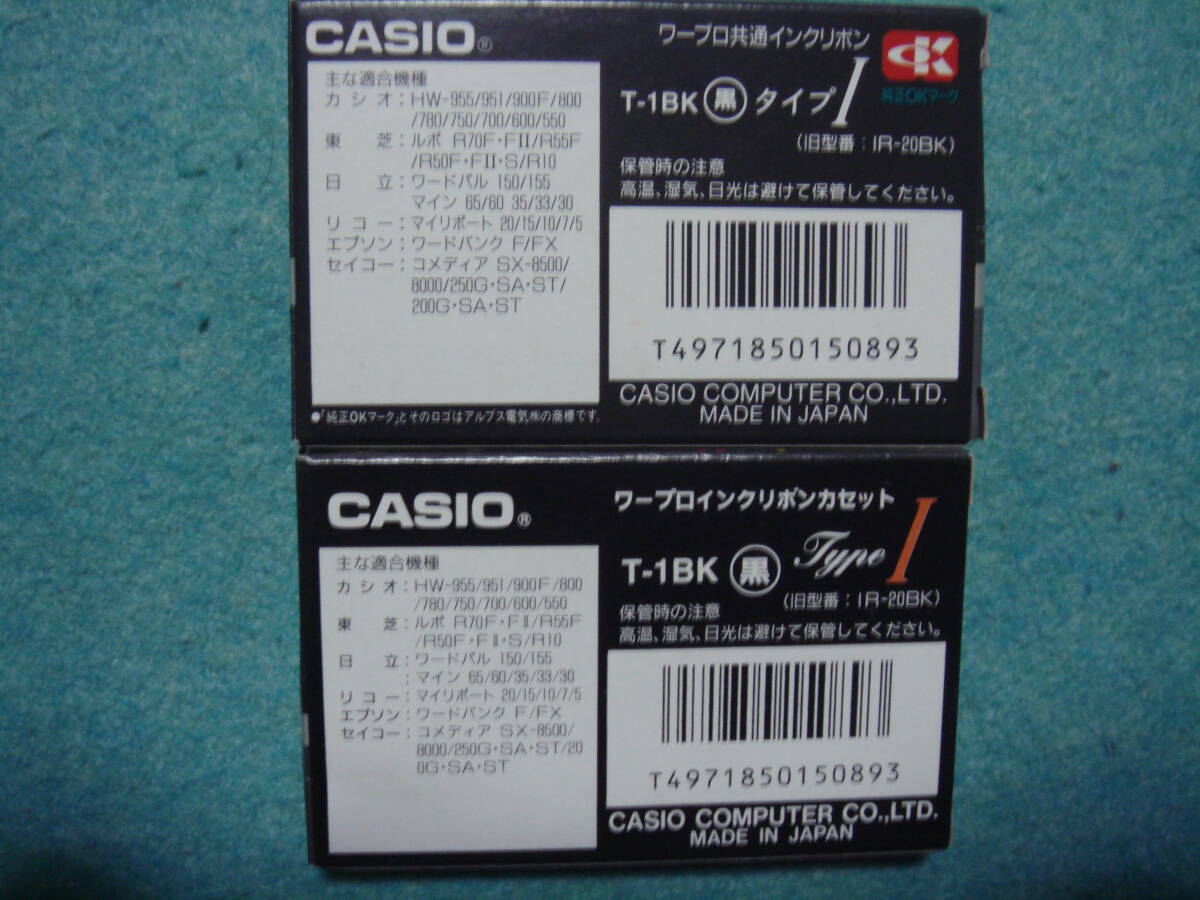 CASIO®
主な適合機種
カシオ：HW-955/951/900F/800
/780/750/700/600/550
東芝：ルポ R70F・FII/R55F
/R50F・FII・S/R10
日立：ワードパル 150/155
マイン 65/60 35/33/30
リコー：マイリポート 20/15/10/7/5
エプソン：ワードバンク F/FX
セイコー：コメディア SX-8500/
8000/250G・SA・ST/
200G・SA・ST
●「純正OKマーク」とそのロゴはアルプス電気㈱の商標です。
ワープロ共通インクリボン
T-1BK 黒 タイプ I
OK
純正OKマーク
（旧型番：IR-20BK）
保管時の注意
高温、湿気、日光は避けて保管してください。
T4971850150893
CASIO COMPUTER CO.,LTD.
MADE IN JAPAN
CASIO®
主な適合機種
カシオ：HW-955/951/900F/800
/780/750/700/600/550
東芝：ルポ R70F・FII/R55F
/R50F・FII・S/R10
日立：ワードパル 150/155
：マイン 65/60/35/33/30
リコー：マイリポート 20/15/10/7/5
エプソン：ワードバンク F/FX
セイコー：コメディア SX-8500/
8000/250G・SA・ST/20
0G・SA・ST
ワープロインクリボンカセット
T-1BK 黒 Type I
（旧型番：IR-20BK）
保管時の注意
高温、湿気、日光は避けて保管してください。
T4971850150893
CASIO COMPUTER CO.,LTD.
MADE IN JAPAN